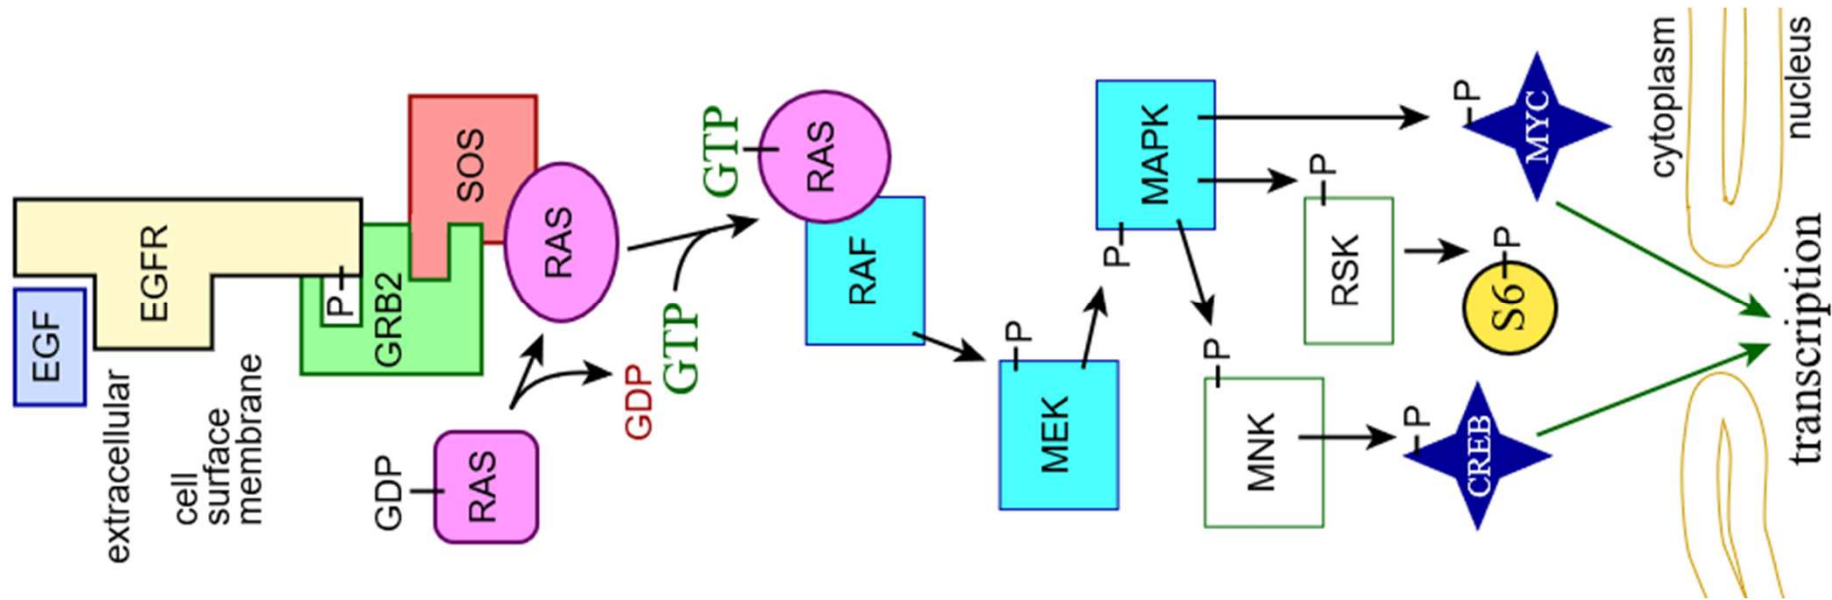 EGF
EGFR
extracellular
cell
surface
membrane
P
GRB2
SOS
RAS
GDP
RAS
GDP
GTP
GTP
RAS
RAF
P
MEK
P
MAPK
P
MNK
P
RSK
P
CREB
P
S6
P
MYC
cytoplasm
nucleus
transcription